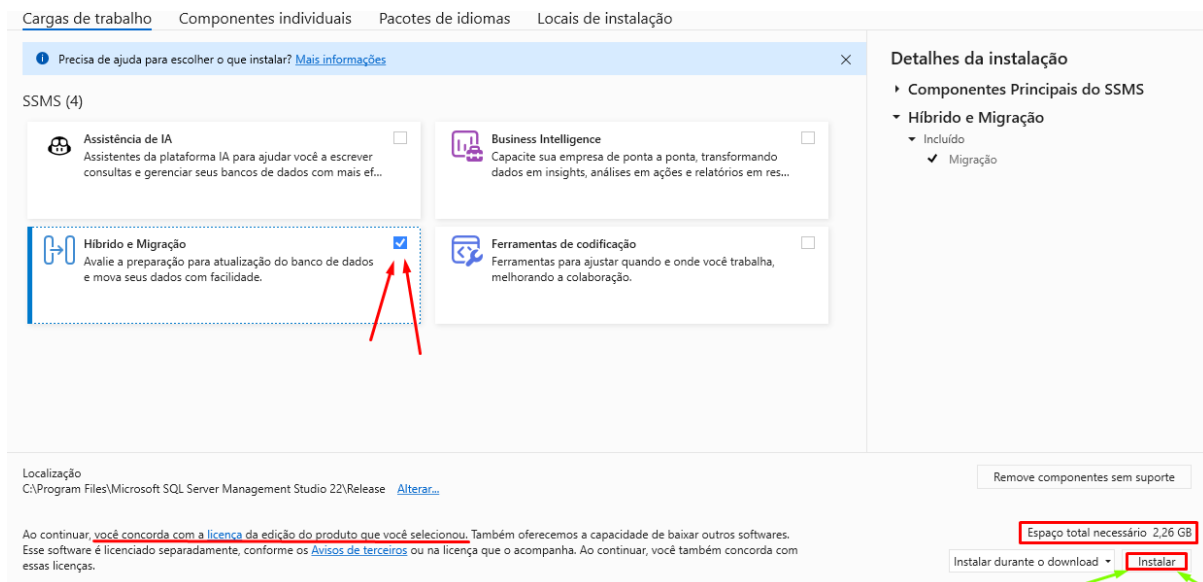 Cargas de trabalho
Componentes individuais
Pacotes de idiomas
Locais de instalação
Precisa de ajuda para escolher o que instalar? Mais informações
SSMS (4)
Assistência de IA
Assistentes da plataforma IA para ajudar você a escrever
consultas e gerenciar seus bancos de dados com mais ef...
Business Intelligence
Capacite sua empresa de ponta a ponta, transformando
dados em insights, análises em ações e relatórios em res...
Híbrido e Migração
Avalie a preparação para atualização do banco de dados
e mova seus dados com facilidade.
Ferramentas de codificação
Ferramentas para ajustar quando e onde você trabalha,
melhorando a colaboração.
Detalhes da instalação
Componentes Principais do SSMS
Híbrido e Migração
Incluído
Migração
Localização
C:\Program Files\Microsoft SQL Server Management Studio 22\Release Alterar...
Remove componentes sem suporte
Ao continuar, você concorda com a licença da edição do produto que você selecionou. Também oferecemos a capacidade de baixar outros softwares.
Esse software é licenciado separadamente, conforme os Avisos de terceiros ou na licença que o acompanha. Ao continuar, você também concorda com
essas licenças.
Espaço total necessário 2,26 GB
Instalar durante o download
Instalar